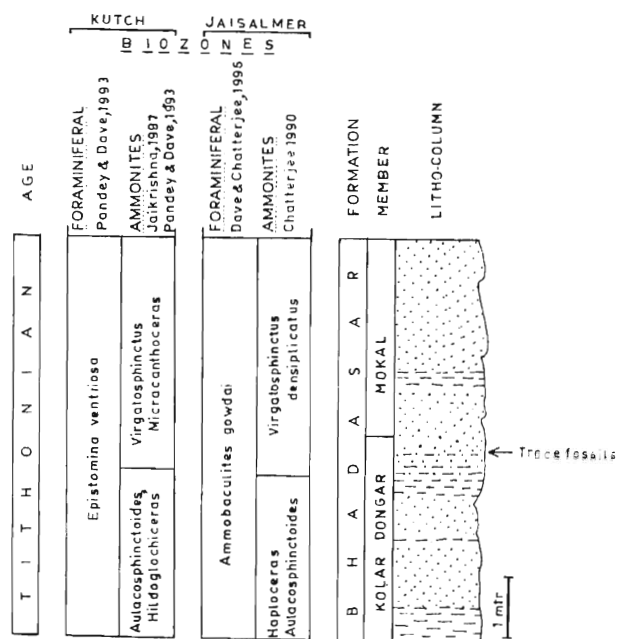 KUTCH
JAISALMER
BIOZONES
AGE
FORAMINIFERAL
Pandey & Dave, 1993
AMMONITES
Jaikrishna, 1987
Pandey & Dave, 1993
FORAMINIFERAL
Dave & Chatterjee, 1995
AMMONITES
Chatterjee 1990
FORMATION
MEMBER
LITHO-COLUMN
TITHONIAN
Epistomina ventriosa
Virgatosphinctus
Micracanthoceras
Aulacosphinctoides,
Hildoglochiceras
Ammobaculites gowdai
Virgatosphinctus
densiplicatus
Haploceras
Aulacosphinctoides
BHADASAR
MOKAL
KOLAR DONGAR
Trace fossils
1 mtr